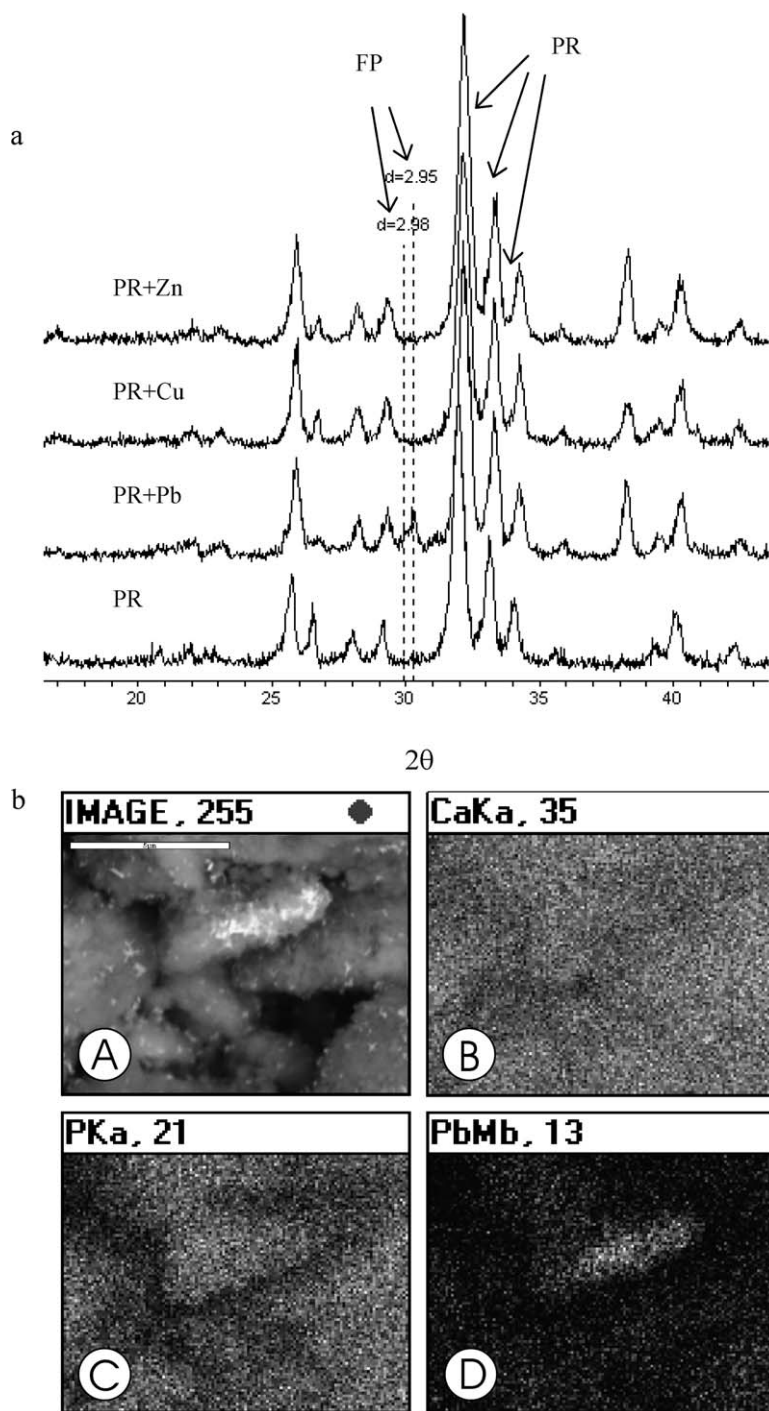 a
FP
PR
d=2.95
d=2.98
PR+Zn
PR+Cu
PR+Pb
PR
20 25 30 35 40
2θ
b
IMAGE, 255
CaKa, 35
A
B
PKa, 21
PbMb, 13
C
D